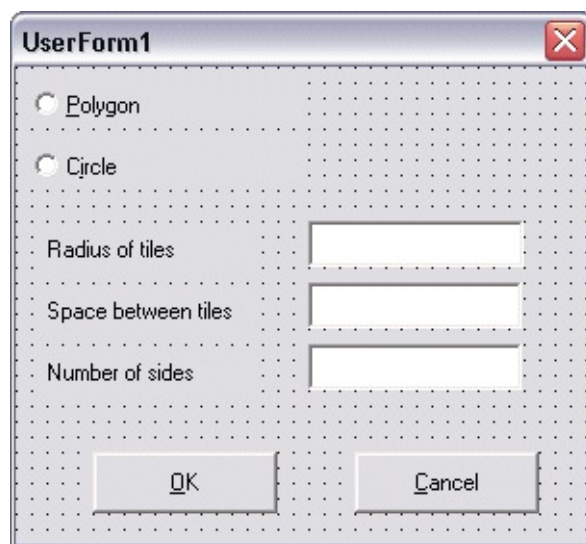 UserForm1
Polygon
Circle
Radius of tiles
Space between tiles
Number of sides
OK Cancel